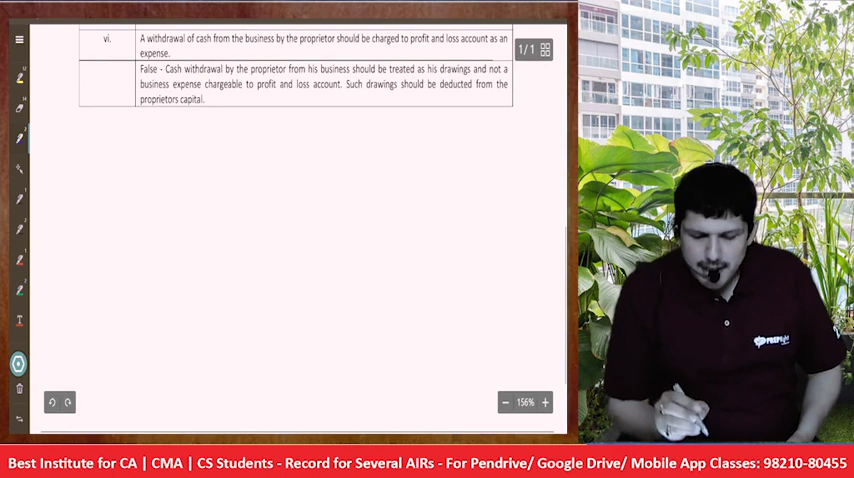 vi.
A withdrawal of cash from the business by the proprietor should be charged to profit and loss account as an
expense.
False - Cash withdrawal by the proprietor from his business should be treated as his drawings and not a
business expense chargeable to profit and loss account. Such drawings should be deducted from the
proprietors capital.
1/1
156%
Best Institute for CA | CMA | CS Students - Record for Several AIRs - For Pendrive/ Google Drive/ Mobile App Classes: 98210-80455